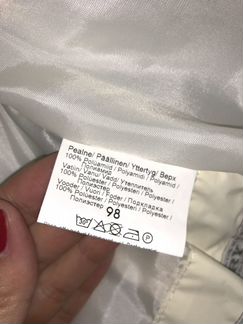 Pealne/ Päällinen/ Yttertyg/ Верх
100% Polüamiid / Polyamidi / Polyamid /
Полиамид
Vatiin/ Vanu/ Vadd/ Утеплитель
100% Polüester / Polyesteri / Polyester /
Полиэстер
Vooder / Vuori / Foder / Подкладка
100% Polüester / Polyesteri / Polyester /
Полиэстер
98
P